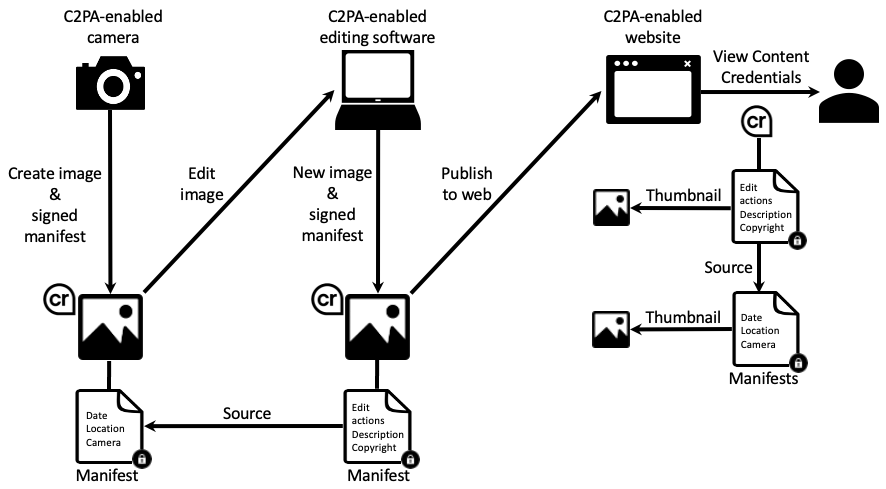 C2PA-enabled
camera
C2PA-enabled
editing software
C2PA-enabled
website
View Content
Credentials
Create image
&
signed
manifest
Edit
image
New image
&
signed
manifest
Publish
to web
cr
Thumbnail
Edit
actions
Description
Copyright
Source
cr
cr
Thumbnail
Date
Location
Camera
Manifests
Date
Location
Camera
Source
Edit
actions
Description
Copyright
Manifest
Manifest